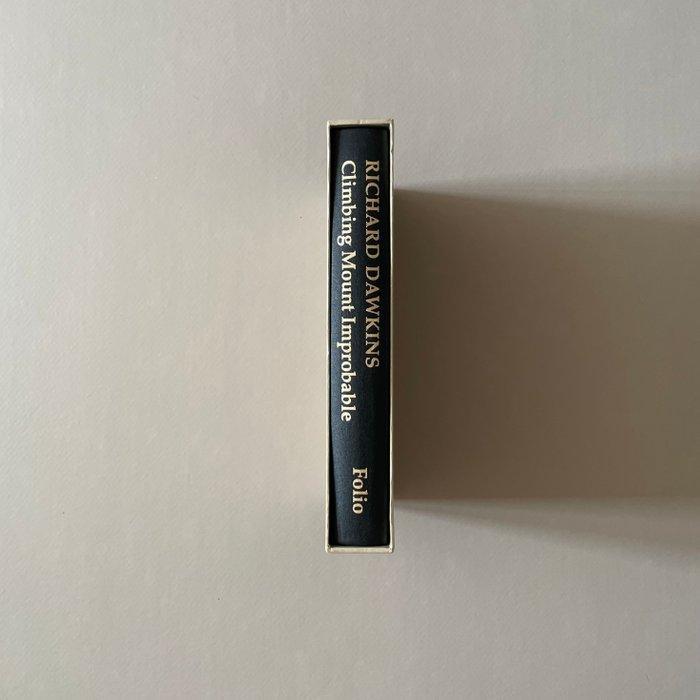 RICHARD DAWKINS
Climbing Mount Improbable
Folio